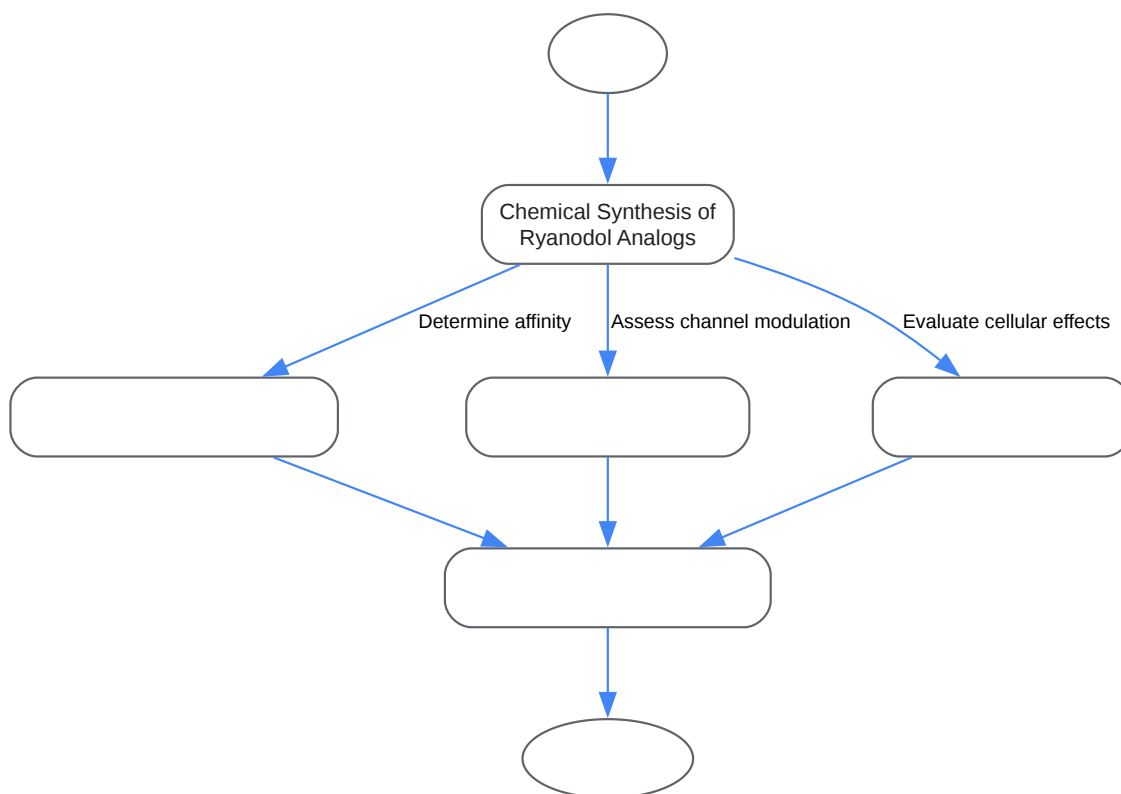 Chemical Synthesis of
Ryanodol Analogs
Determine affinity
Assess channel modulation
Evaluate cellular effects